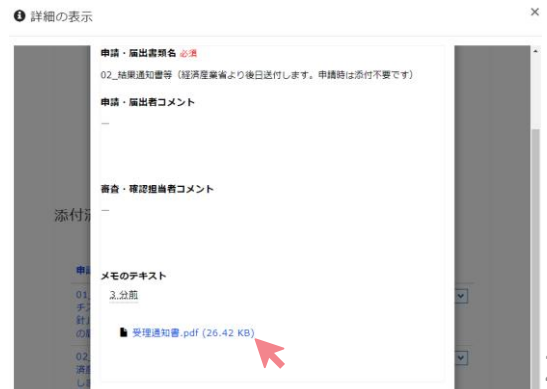 詳細の表示
×
申請・届出書類名 必須
02_結果通知書等（経済産業省より後日送付します。申請時は添付不要です）
申請・届出者コメント
—
審査・確認担当者コメント
—
添付
メモのテキスト
3 分前
01_
受理通知書.pdf (26.42 KB)
02_